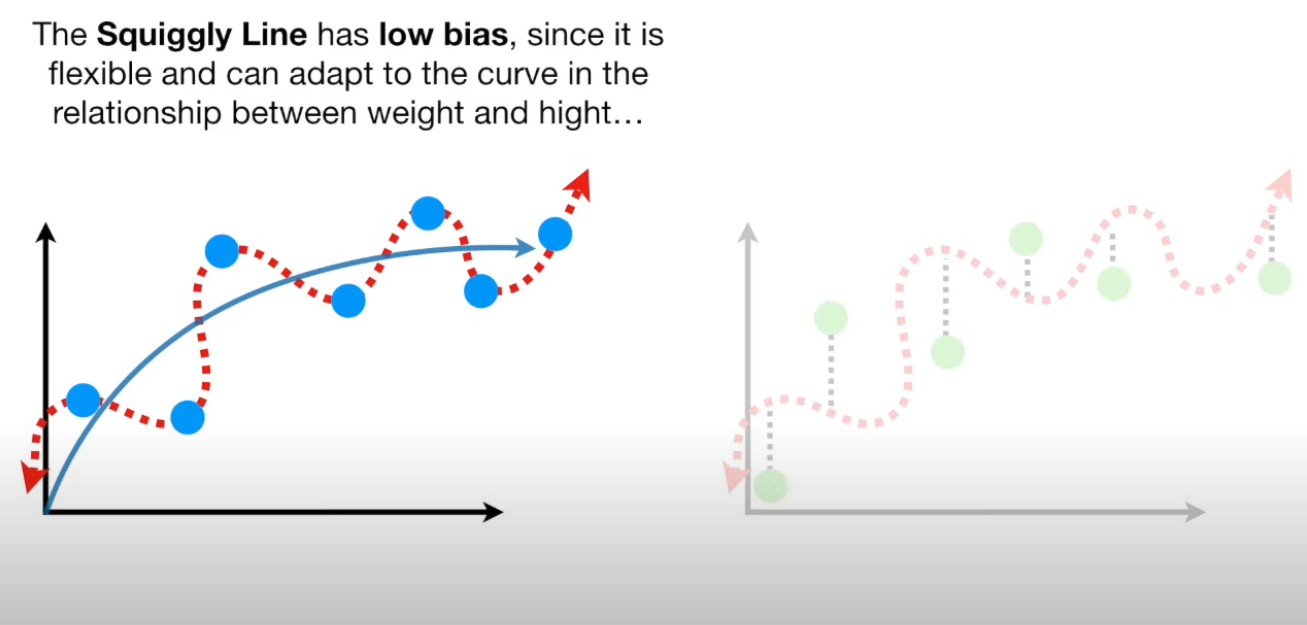 The Squiggly Line has low bias, since it is
flexible and can adapt to the curve in the
relationship between weight and hight…